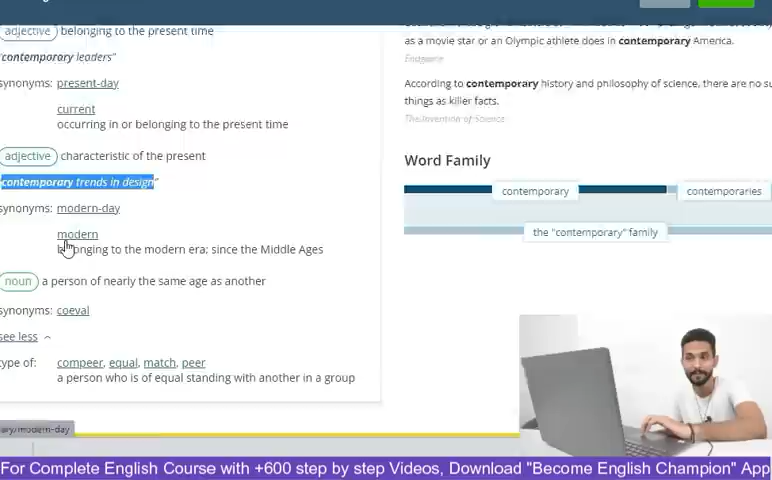 adjective belonging to the present time
"contemporary leaders"
synonyms: present-day
current
occurring in or belonging to the present time
adjective characteristic of the present
contemporary trends in design"
synonyms: modern-day
modern
belonging to the modern era; since the Middle Ages
noun a person of nearly the same age as another
synonyms: coeval
see less
type of: compeer, equal, match, peer
a person who is of equal standing with another in a group
ary/modern-day
as a movie star or an Olympic athlete does in contemporary America.
Endgame
According to contemporary history and philosophy of science, there are no su
things as killer facts.
The Invention of Science
Word Family
contemporary
contemporaries
the "contemporary" family
For Complete English Course with +600 step by step Videos, Download "Become English Champion" App